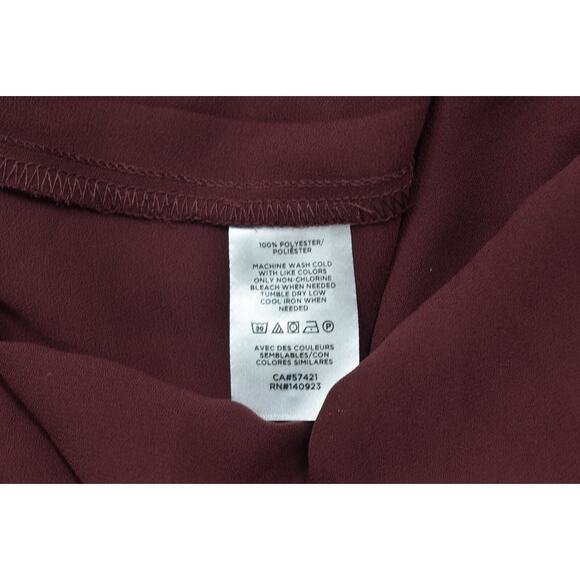 100% POLYESTER/
POLIÉSTER
MACHINE WASH COLD
WITH LIKE COLORS
ONLY NON-CHLORINE
BLEACH WHEN NEEDED
TUMBLE DRY LOW
COOL IRON WHEN
NEEDED
30 P
AVEC DES COULEURS
SEMBLABLES/CON
COLORES SIMILARES
CA#57421
RN#140923